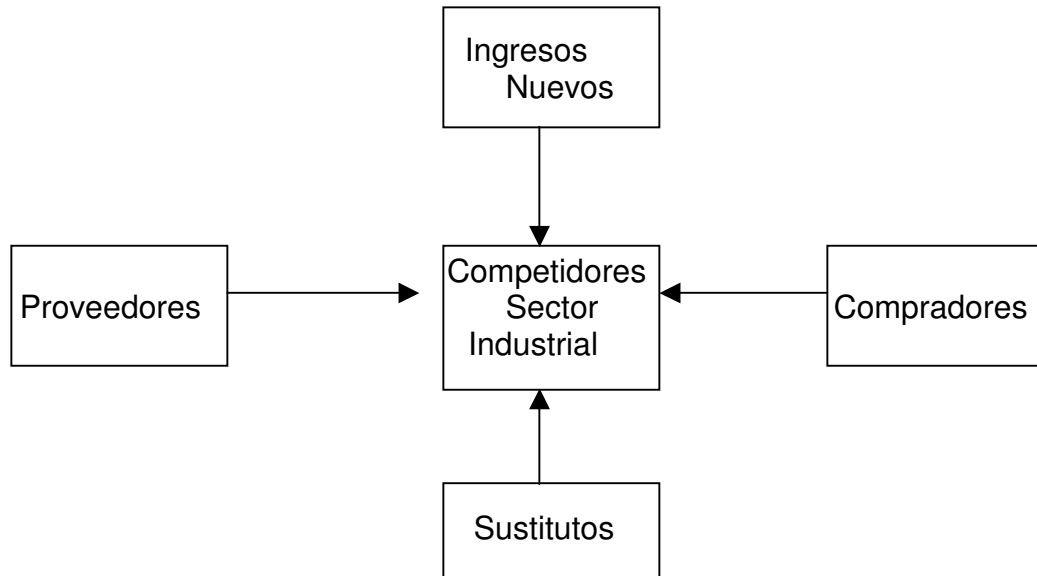 Ingresos
Nuevos
Proveedores
Competidores
Sector
Industrial
Compradores
Sustitutos